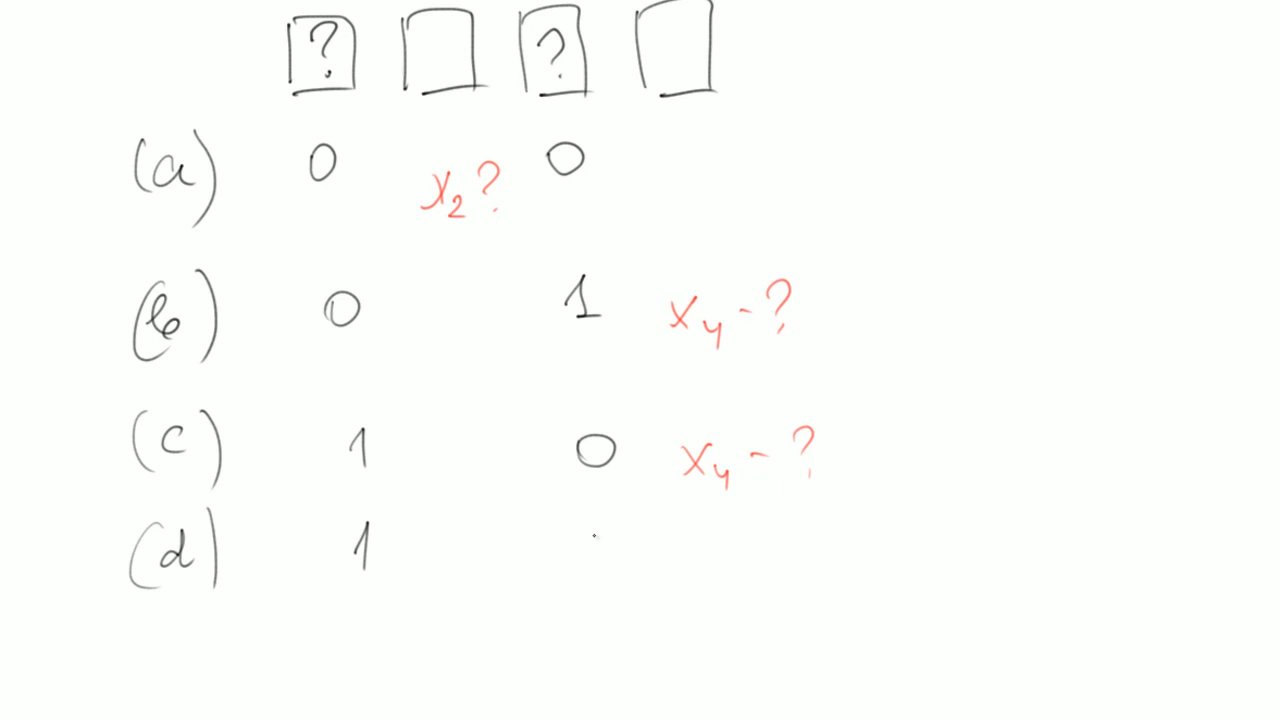 ? ?
(a) 0 x₂? 0
(b) 0 1 x₄ - ?
(c) 1 0 x₄ - ?
(d) 1